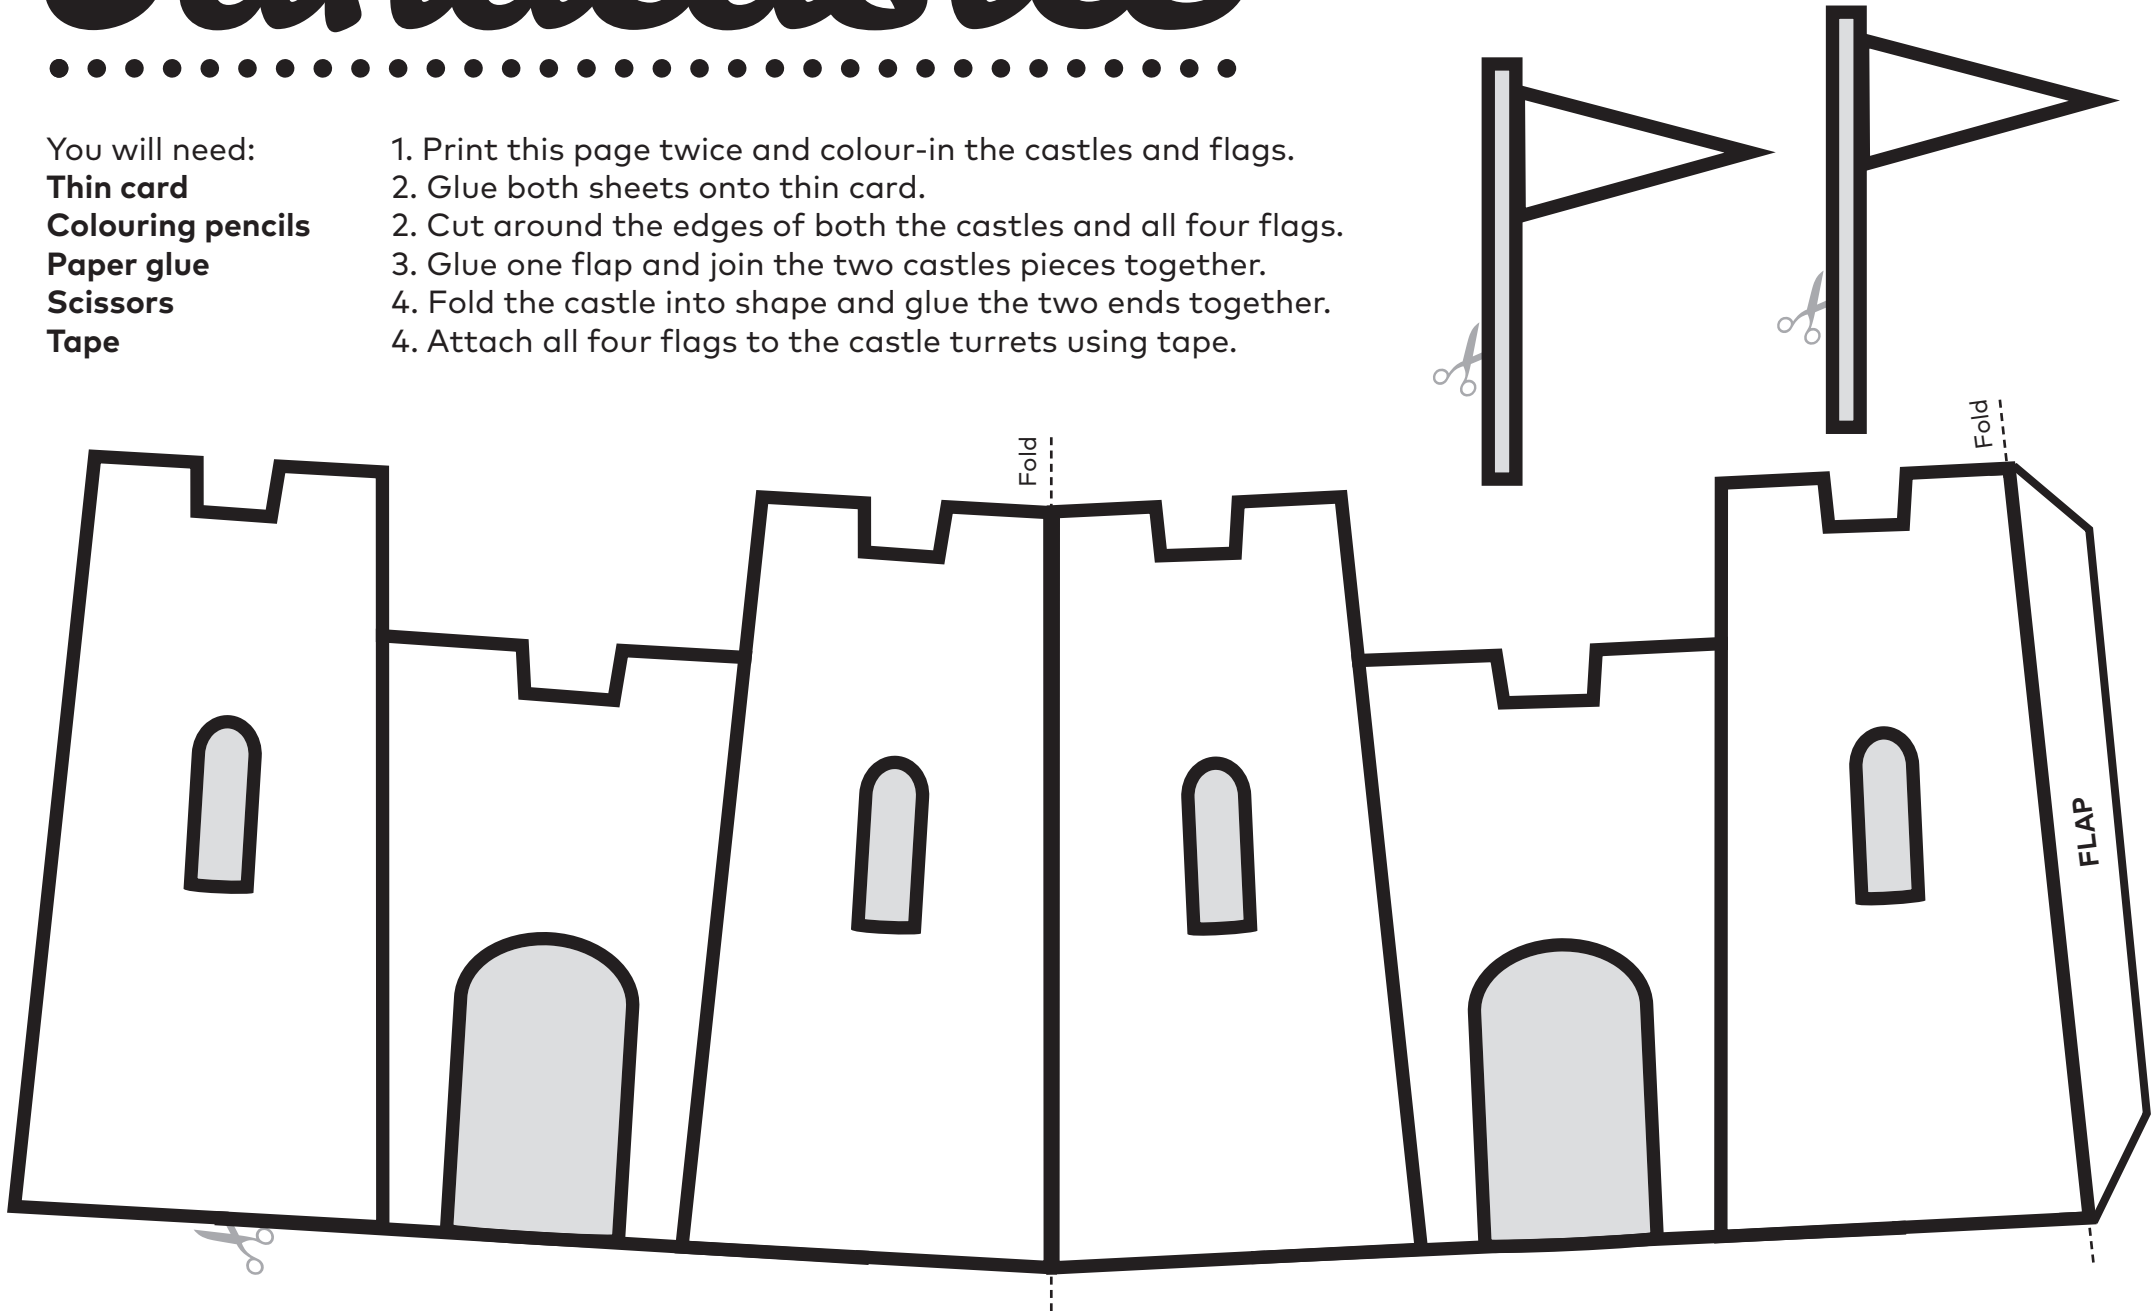 You will need:
Thin card
Colouring pencils
Paper glue
Scissors
Tape
1. Print this page twice and colour-in the castles and flags.
2. Glue both sheets onto thin card.
2. Cut around the edges of both the castles and all four flags.
3. Glue one flap and join the two castles pieces together.
4. Fold the castle into shape and glue the two ends together.
4. Attach all four flags to the castle turrets using tape.
Fold
Fold
FLAP